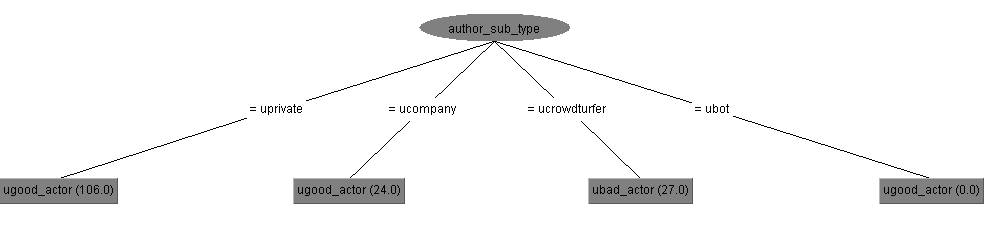 author_sub_type
= uprivate
= ucompany
= ucrowdturfer
= ubot
ugood_actor (106.0)
ugood_actor (24.0)
ubad_actor (27.0)
ugood_actor (0.0)